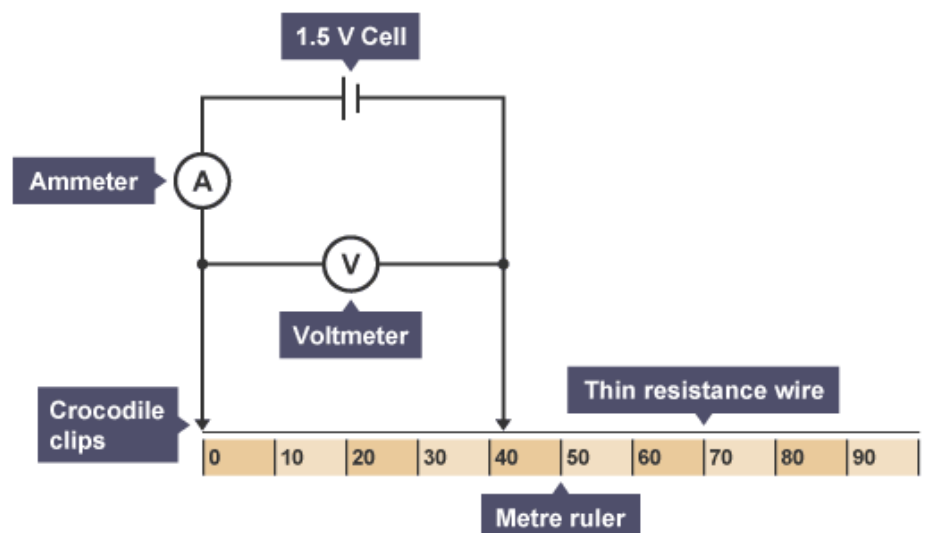 1.5 V Cell
Ammeter
A
V
Voltmeter
Thin resistance wire
Crocodile
clips
0 10 20 30 40 50 60 70 80 90
Metre ruler